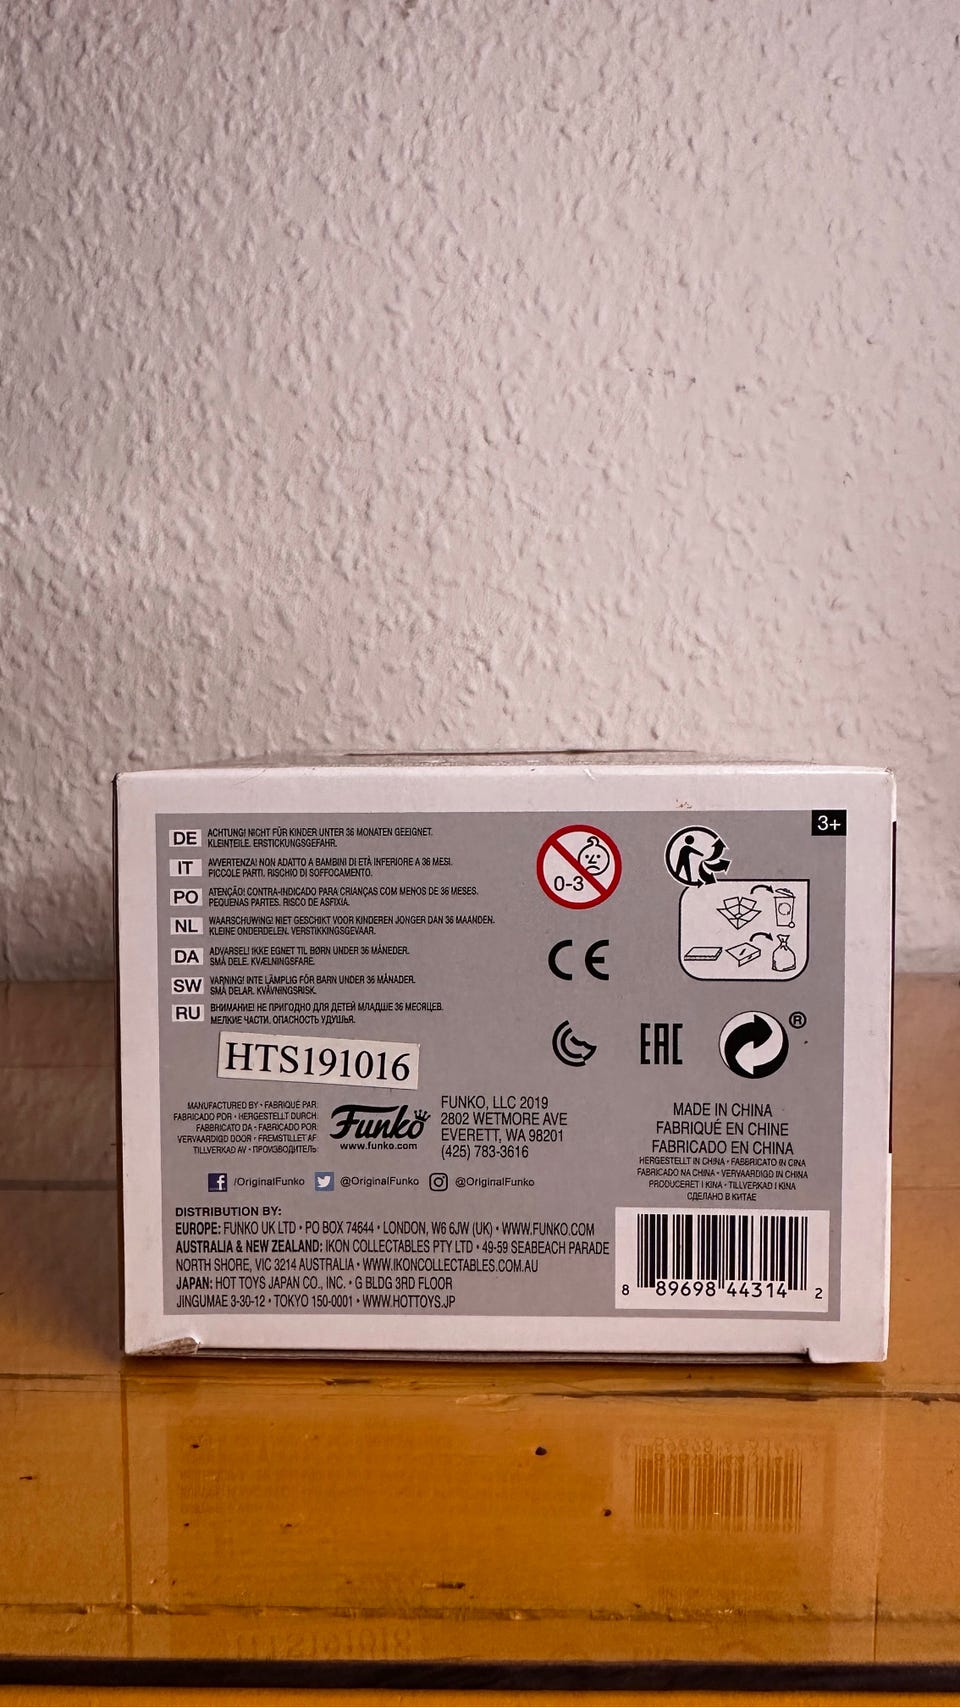 3+
DE ACHTUNG! NICHT FÜR KINDER UNTER 36 MONATEN GEEIGNET.
KLEINTEILE. ERSTICKUNGSGEFAHR.
IT AVVERTENZA! NON ADATTO A BAMBINI DI ETÀ INFERIORE A 36 MESI.
PICCOLE PARTI. RISCHIO DI SOFFOCAMENTO.
PO ATENÇÃO! CONTRA-INDICADO PARA CRIANÇAS COM MENOS DE 36 MESES.
PEQUENAS PARTES. RISCO DE ASFIXIA.
NL WAARSCHUWING! NIET GESCHIKT VOOR KINDEREN JONGER DAN 36 MAANDEN.
KLEINE ONDERDELEN. VERSTIKKINGSGEVAAR.
DA ADVARSEL! IKKE EGNET TIL BØRN UNDER 36 MÅNEDER.
SMÅ DELE. KVÆLNINGSFARE.
SW VARNING! INTE LÄMPLIG FÖR BARN UNDER 36 MÅNADER.
SMÅ DELAR. KVÄVNINGSRISK.
RU ВНИМАНИЕ! НЕ ПРИГОДНО ДЛЯ ДЕТЕЙ МЛАДШЕ 36 МЕСЯЦЕВ.
МЕЛКИЕ ЧАСТИ. ОПАСНОСТЬ УДУШЬЯ.
0-3
CE
EAC
®
HTS191016
MANUFACTURED BY • FABRIQUÉ PAR:
FABRICADO POR • HERGESTELLT DURCH:
FABBRICATO DA • FABRICADO POR:
VERVAARDIGD DOOR • FREMSTILLET AF:
TILLVERKAD AV • ПРОИЗВОДИТЕЛЬ:
Funko
www.funko.com
FUNKO, LLC 2019
2802 WETMORE AVE
EVERETT, WA 98201
(425) 783-3616
/OriginalFunko @OriginalFunko @OriginalFunko
MADE IN CHINA
FABRIQUÉ EN CHINE
FABRICADO EN CHINA
HERGESTELLT IN CHINA • FABBRICATO IN CINA
FABRICADO NA CHINA • VERVAARDIGD IN CHINA
PRODUCERET I KINA • TILLVERKAD I KINA
СДЕЛАНО В КИТАЕ
DISTRIBUTION BY:
EUROPE: FUNKO UK LTD • PO BOX 74644 • LONDON, W6 6JW (UK) • WWW.FUNKO.COM
AUSTRALIA & NEW ZEALAND: IKON COLLECTABLES PTY LTD • 49-59 SEABEACH PARADE
NORTH SHORE, VIC 3214 AUSTRALIA • WWW.IKONCOLLECTABLES.COM.AU
JAPAN: HOT TOYS JAPAN CO., INC. • G BLDG 3RD FLOOR
JINGUMAE 3-30-12 • TOKYO 150-0001 • WWW.HOTTOYS.JP
8 89698 44314 2